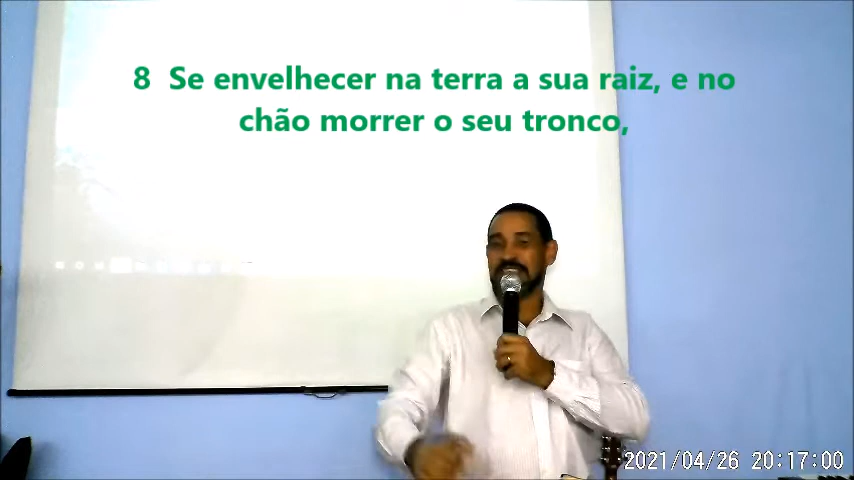 8 Se envelhecer na terra a sua raiz, e no
chão morrer o seu tronco,
2021/04/26 20:17:00